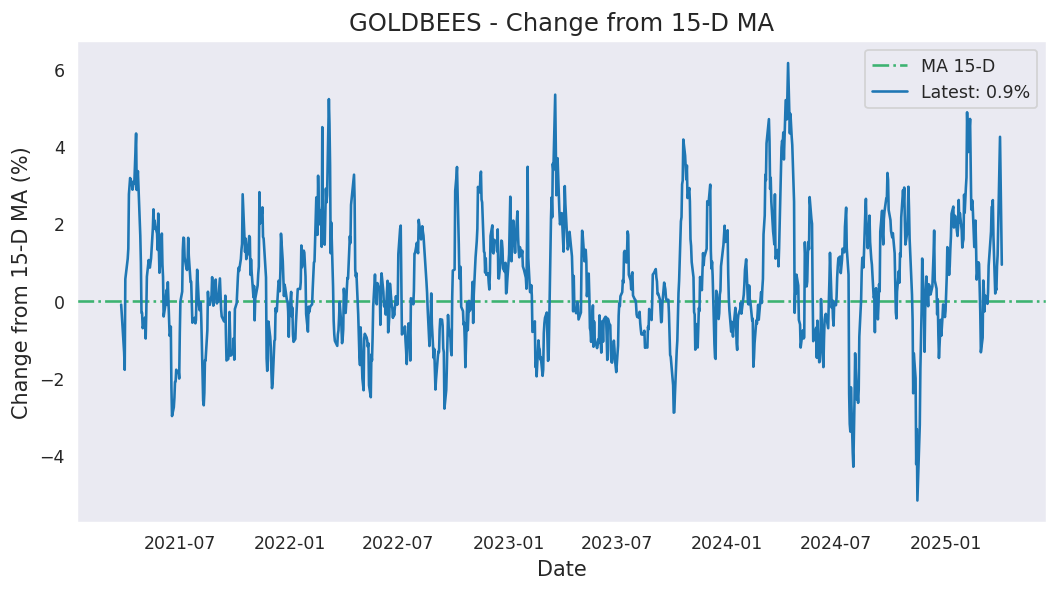 GOLDBEES - Change from 15-D MA
MA 15-D
Latest: 0.9%
Change from 15-D MA (%)
6
4
2
0
−2
−4
2021-07
2022-01
2022-07
2023-01
2023-07
2024-01
2024-07
2025-01
Date